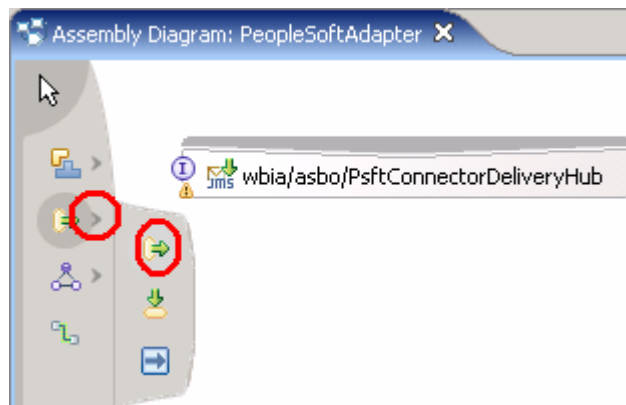 Assembly Diagram: PeopleSoftAdapter
I
JMS wbia/asbo/PsftConnectorDeliveryHub